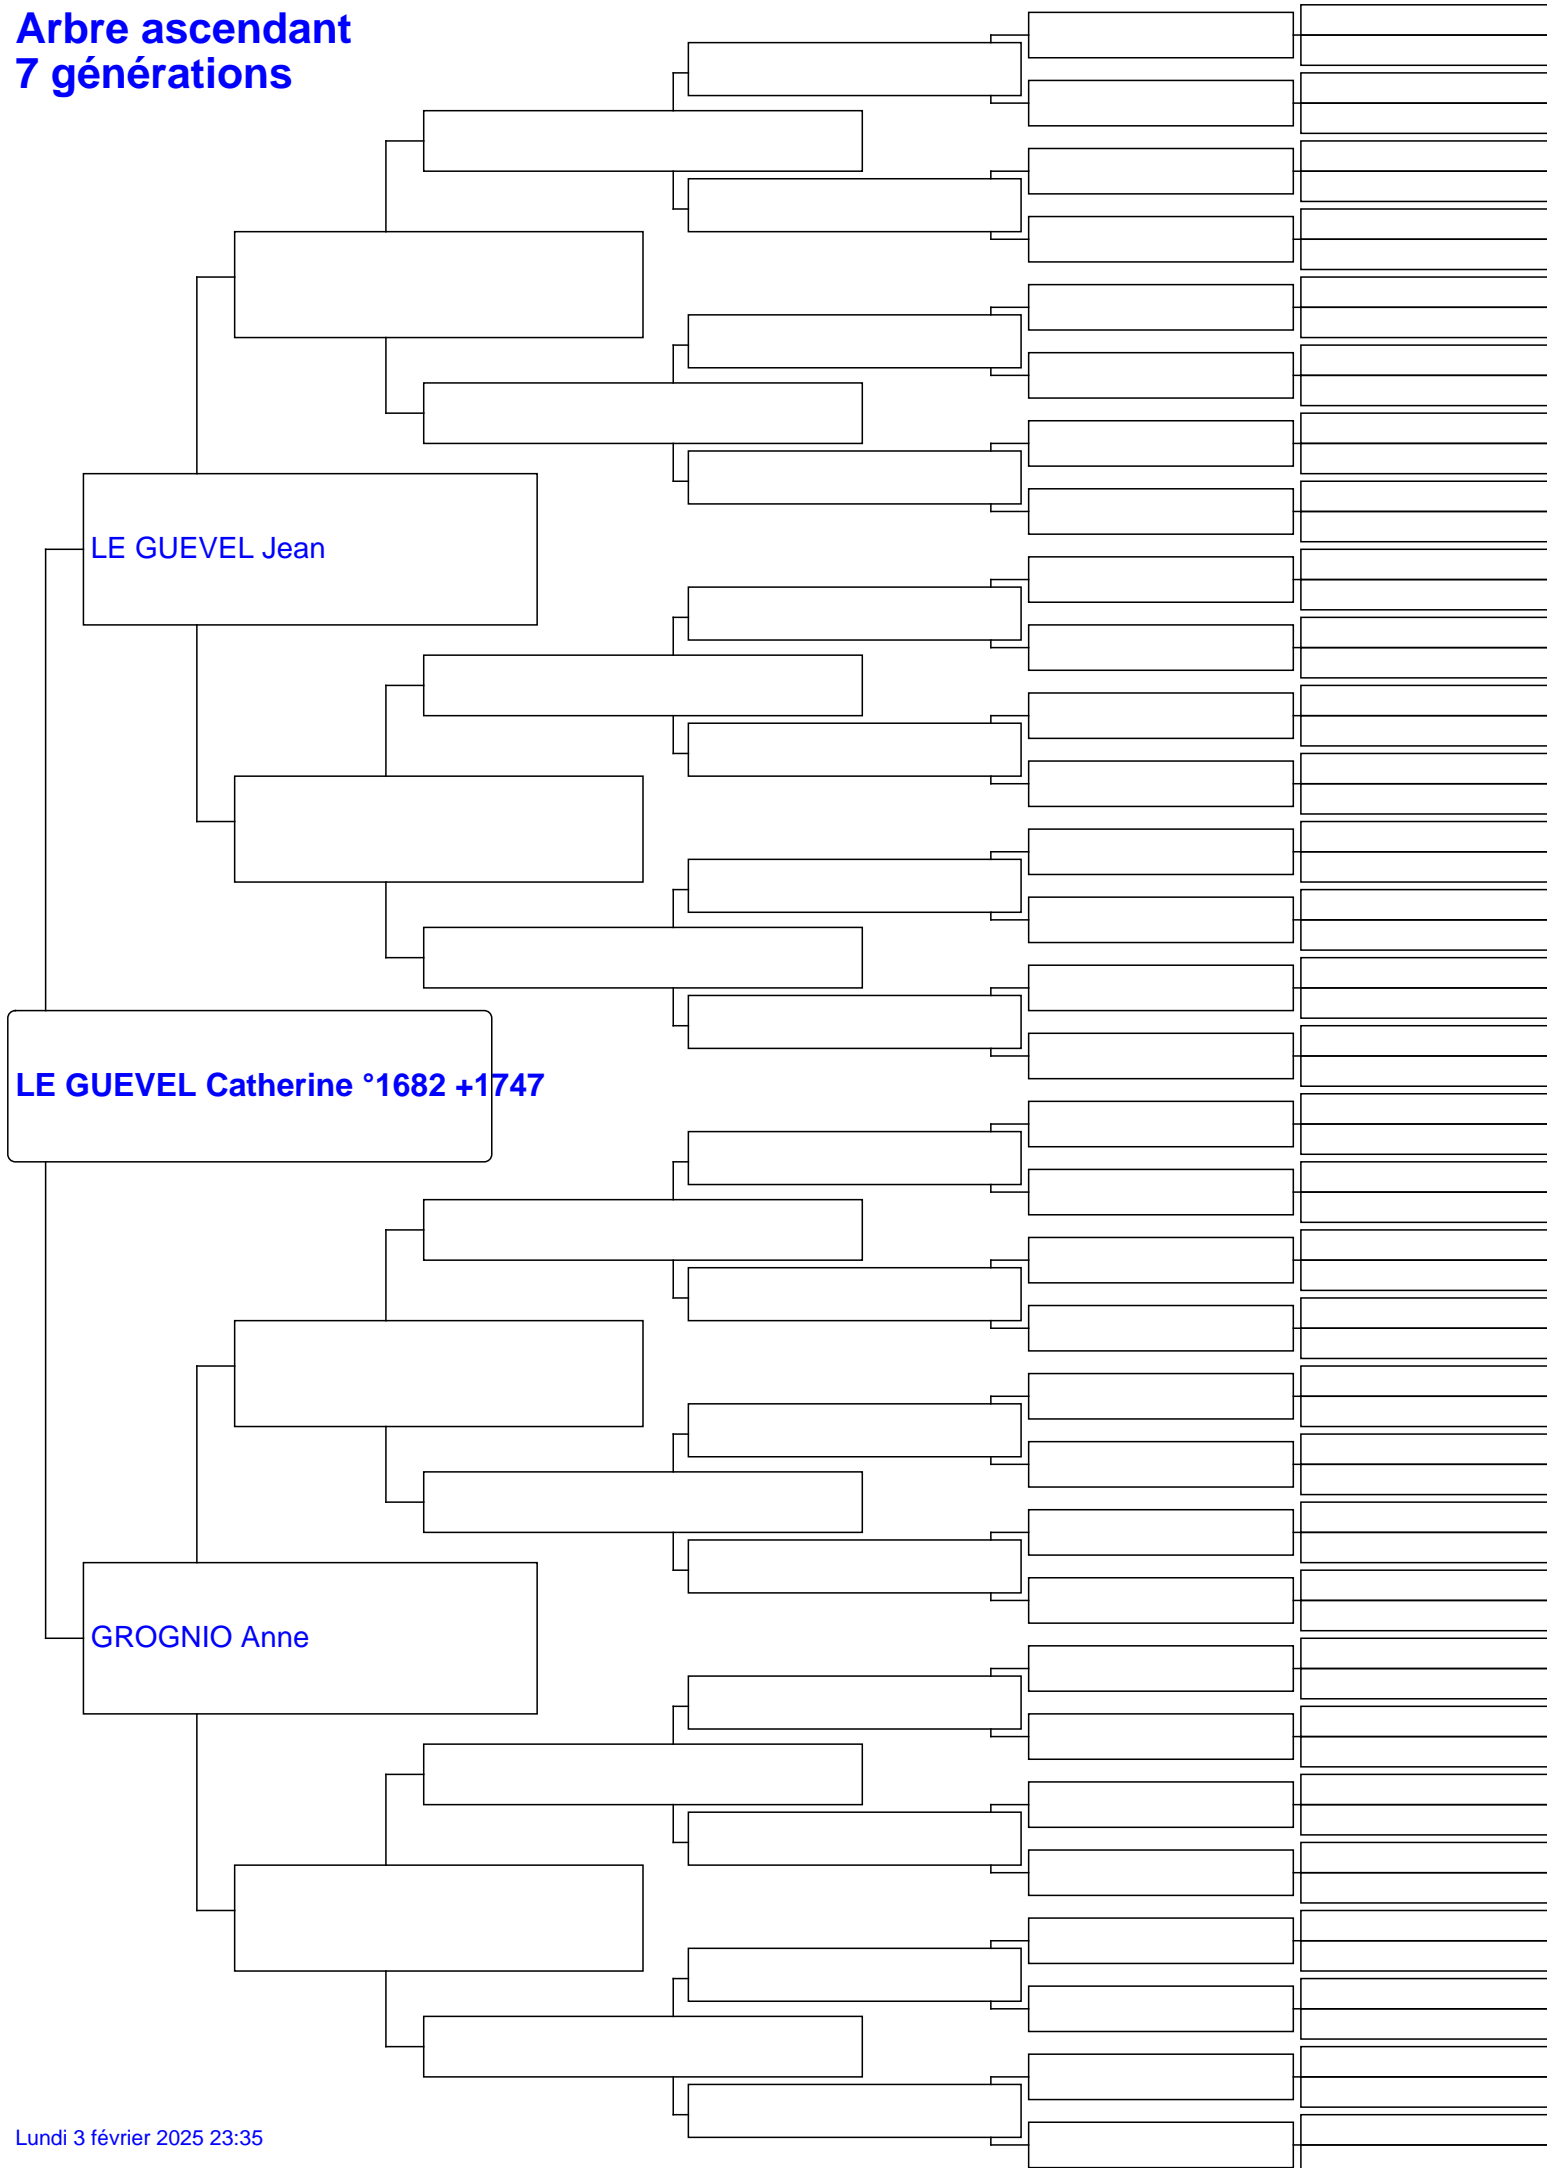 Arbre ascendant
7 générations
LE GUEVEL Jean
LE GUEVEL Catherine °1682 +1747
GROGNIO Anne
Lundi 3 février 2025 23:35